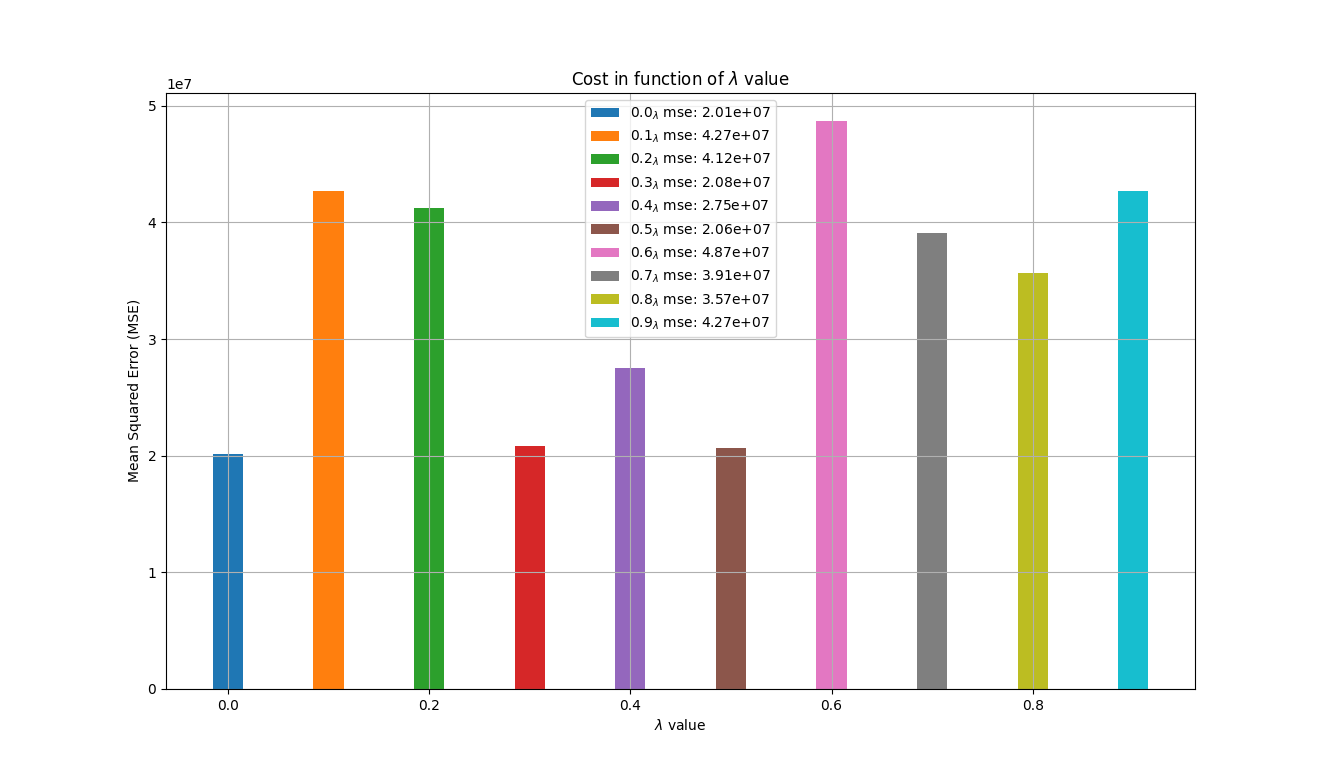 Cost in function of λ value
1e7
5
4
3
2
1
0
Mean Squared Error (MSE)
0.0λ mse: 2.01e+07
0.1λ mse: 4.27e+07
0.2λ mse: 4.12e+07
0.3λ mse: 2.08e+07
0.4λ mse: 2.75e+07
0.5λ mse: 2.06e+07
0.6λ mse: 4.87e+07
0.7λ mse: 3.91e+07
0.8λ mse: 3.57e+07
0.9λ mse: 4.27e+07
0.0 0.2 0.4 0.6 0.8
λ value